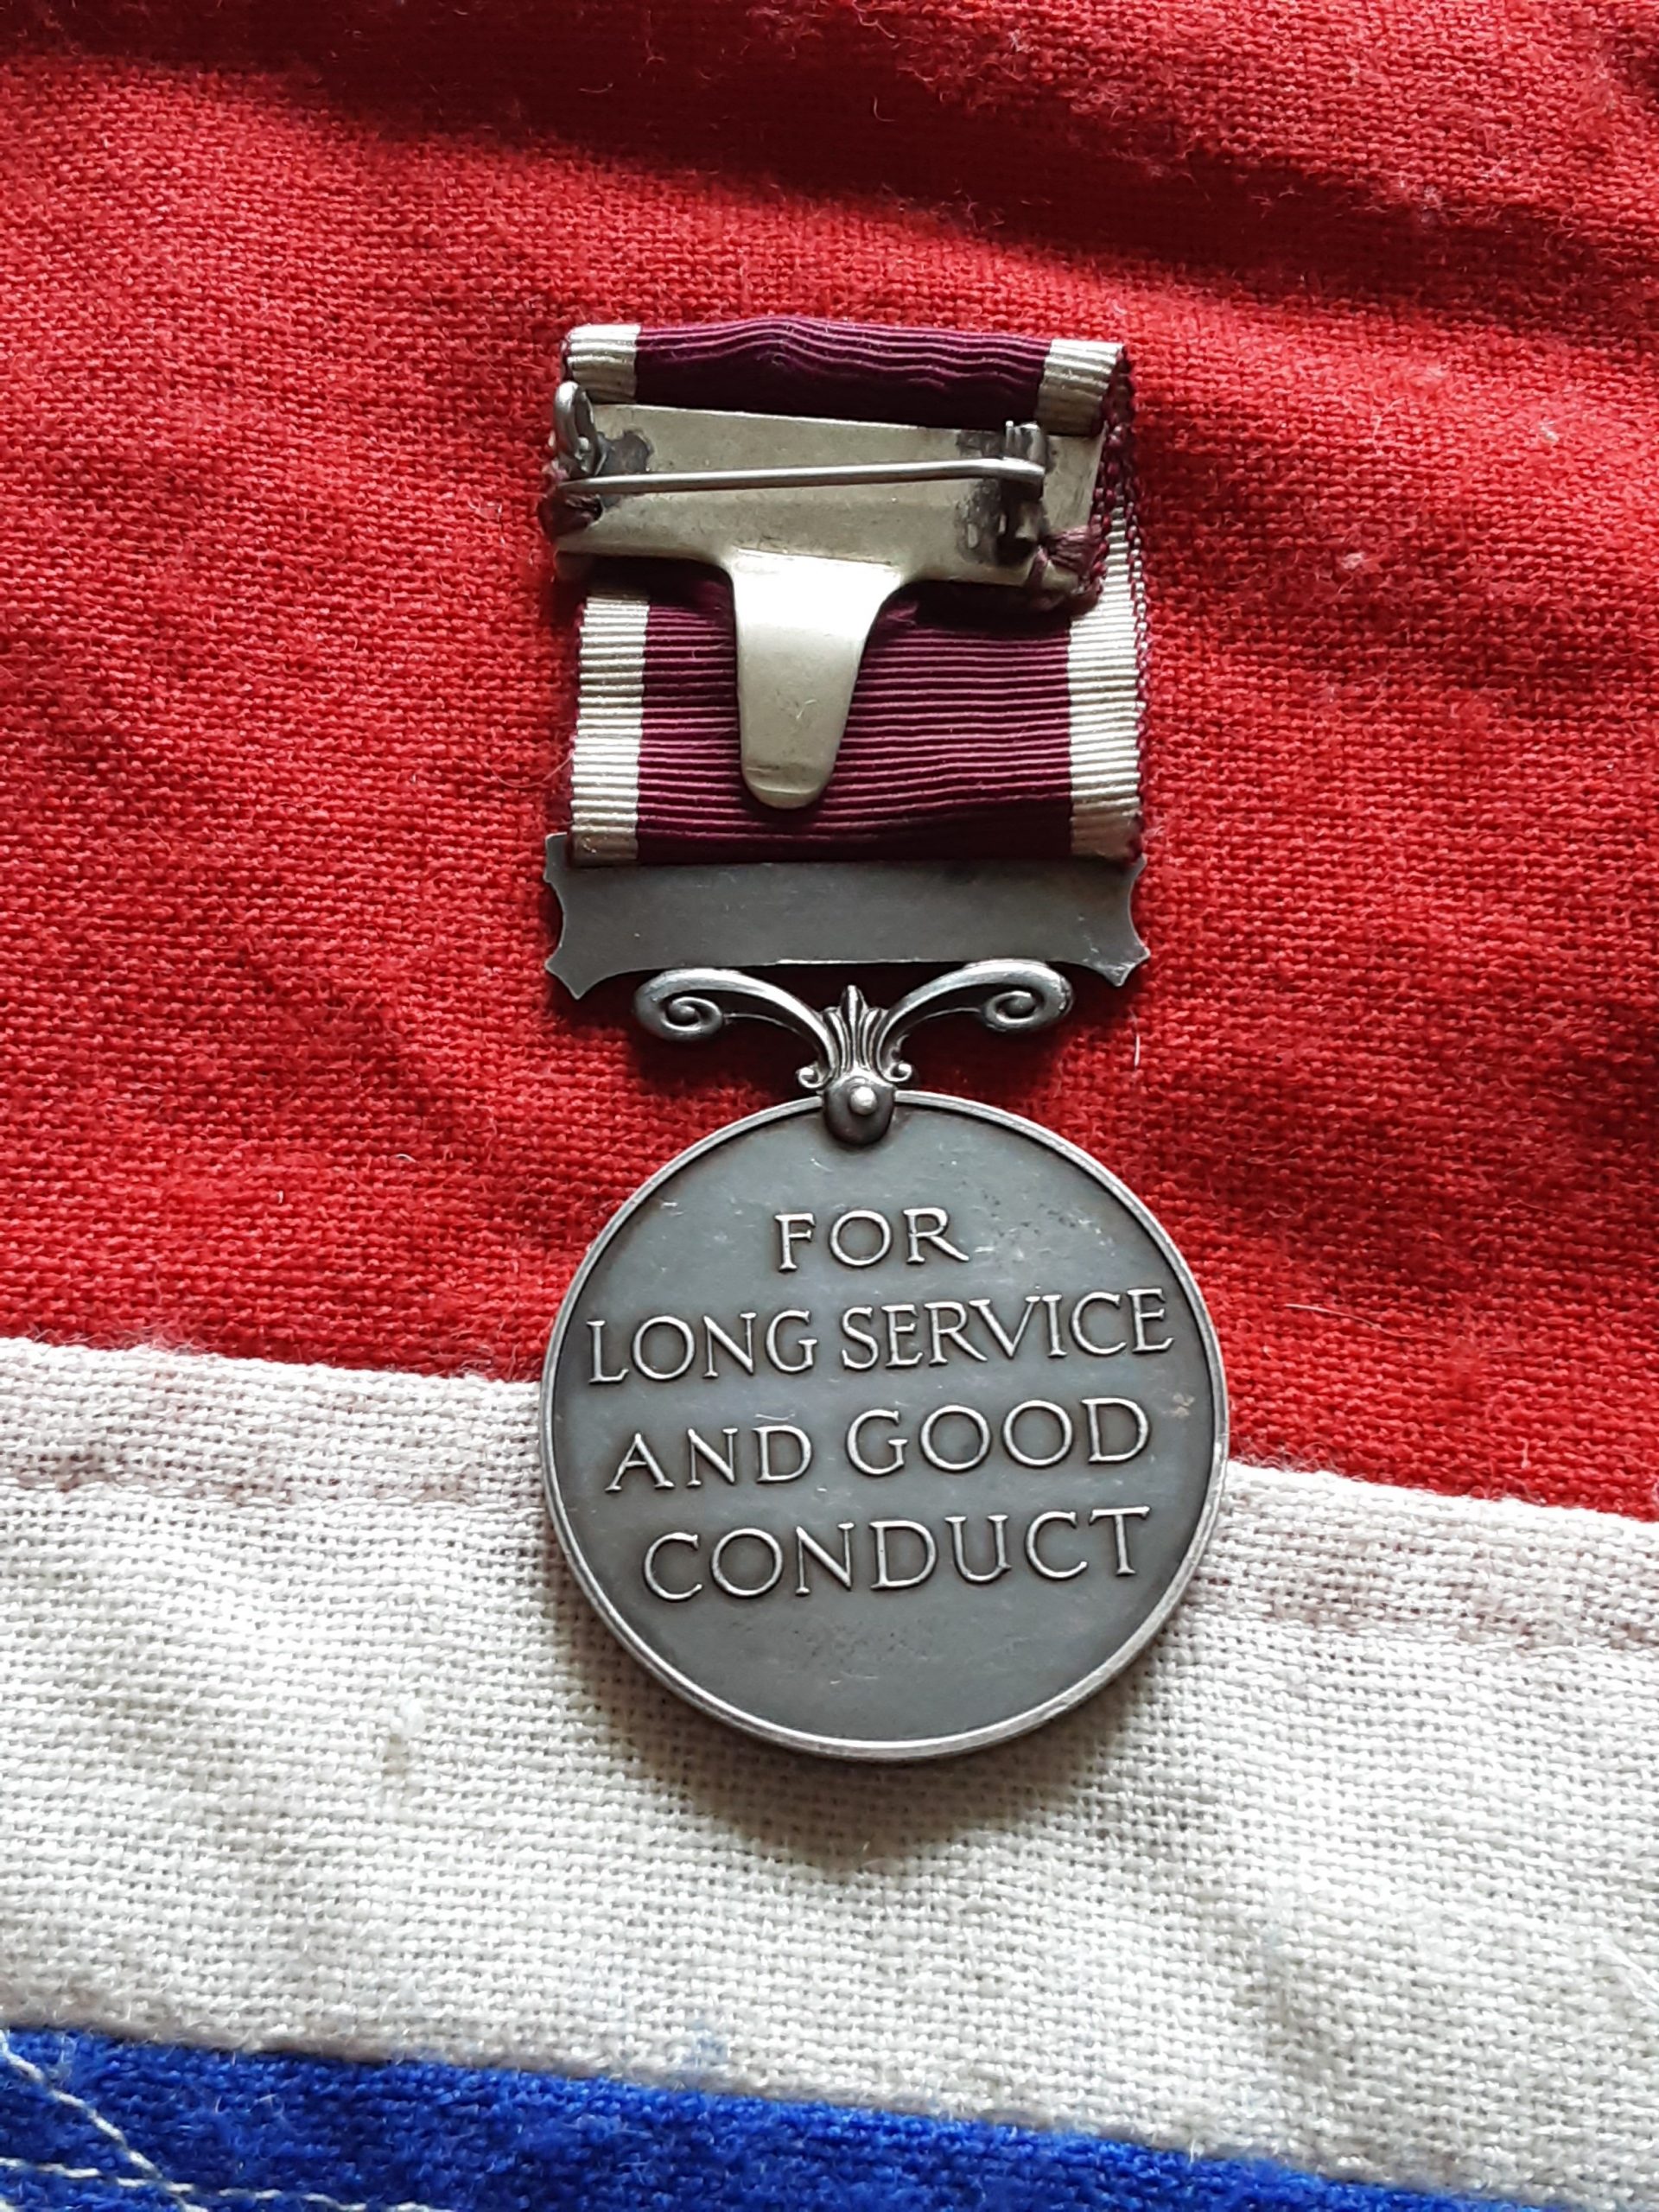 FOR
LONG SERVICE
AND GOOD
CONDUCT